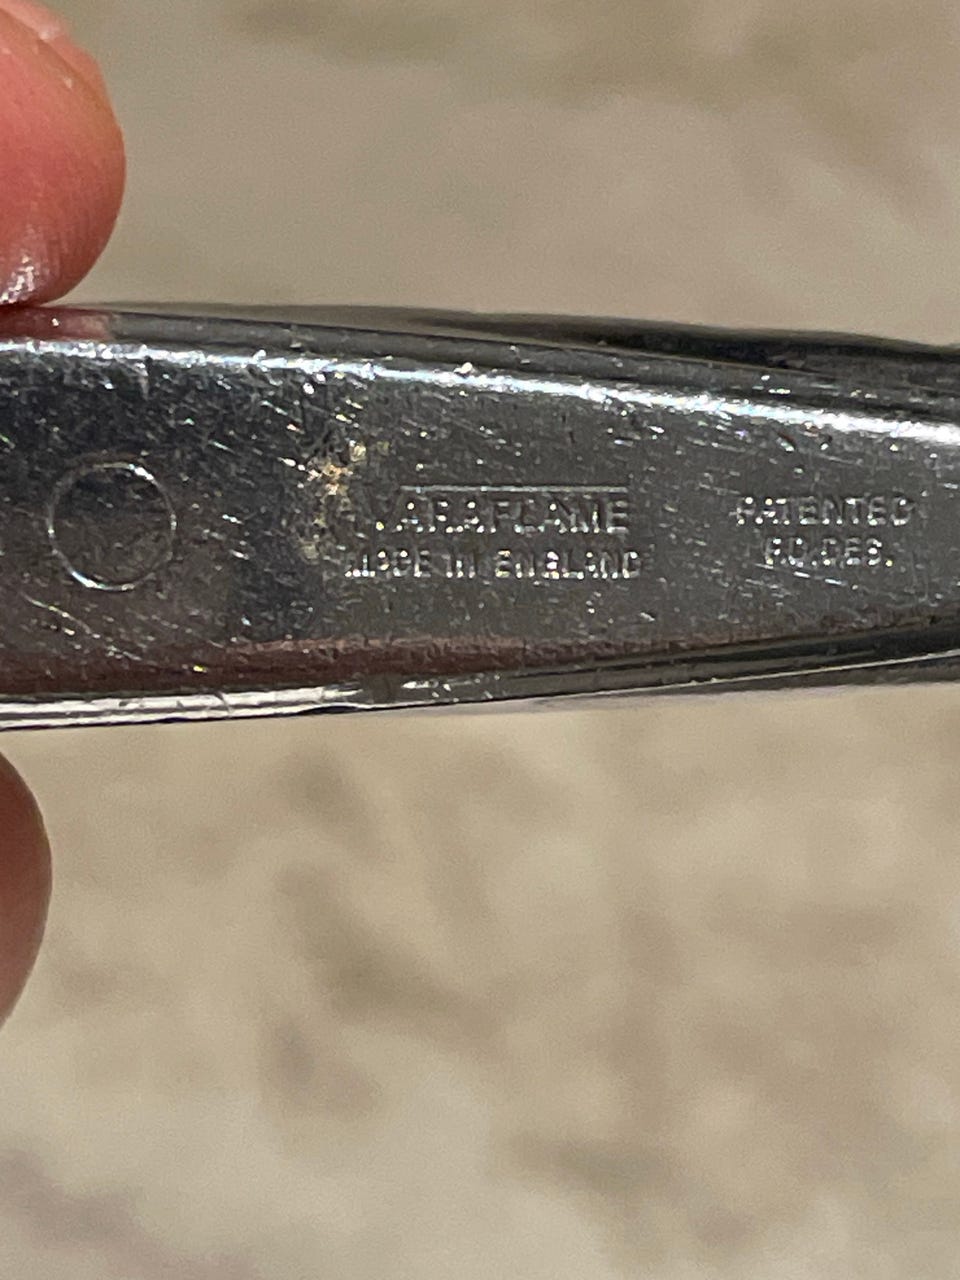 VARAFLAME
MADE IN ENGLAND
PATENTED
RD.DES.